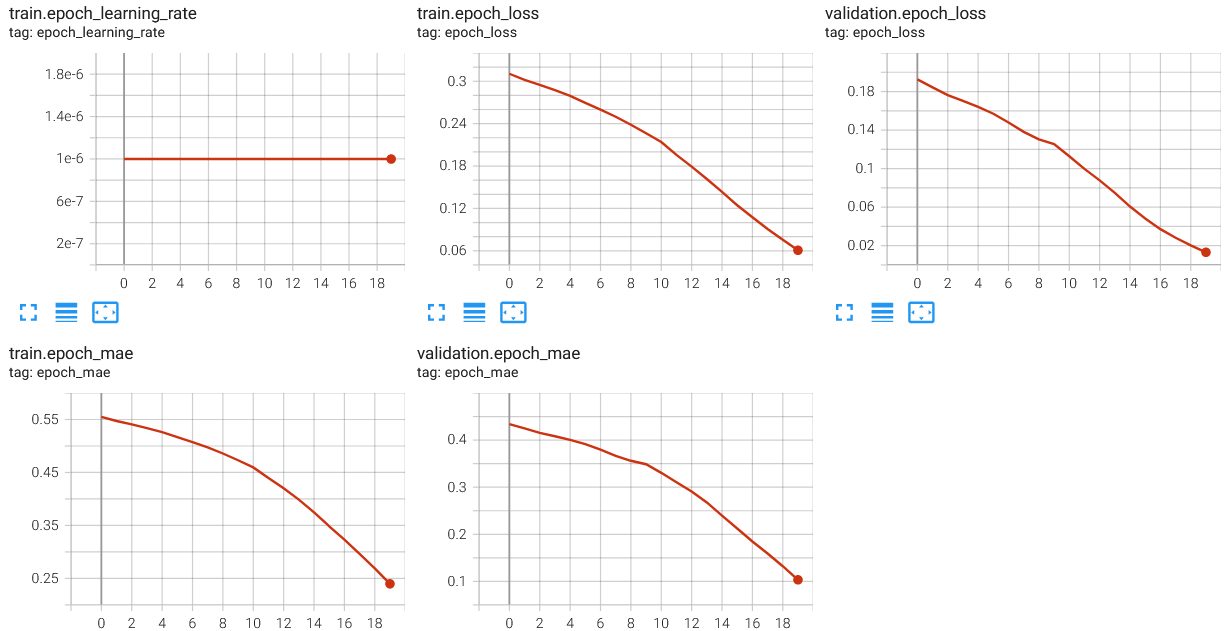 train.epoch_learning_rate
tag: epoch_learning_rate
1.8e-6
1.4e-6
1e-6
6e-7
2e-7
0 2 4 6 8 10 12 14 16 18
train.epoch_loss
tag: epoch_loss
0.3
0.24
0.18
0.12
0.06
0 2 4 6 8 10 12 14 16 18
validation.epoch_loss
tag: epoch_loss
0.18
0.14
0.1
0.06
0.02
0 2 4 6 8 10 12 14 16 18
train.epoch_mae
tag: epoch_mae
0.55
0.45
0.35
0.25
0 2 4 6 8 10 12 14 16 18
validation.epoch_mae
tag: epoch_mae
0.4
0.3
0.2
0.1
0 2 4 6 8 10 12 14 16 18